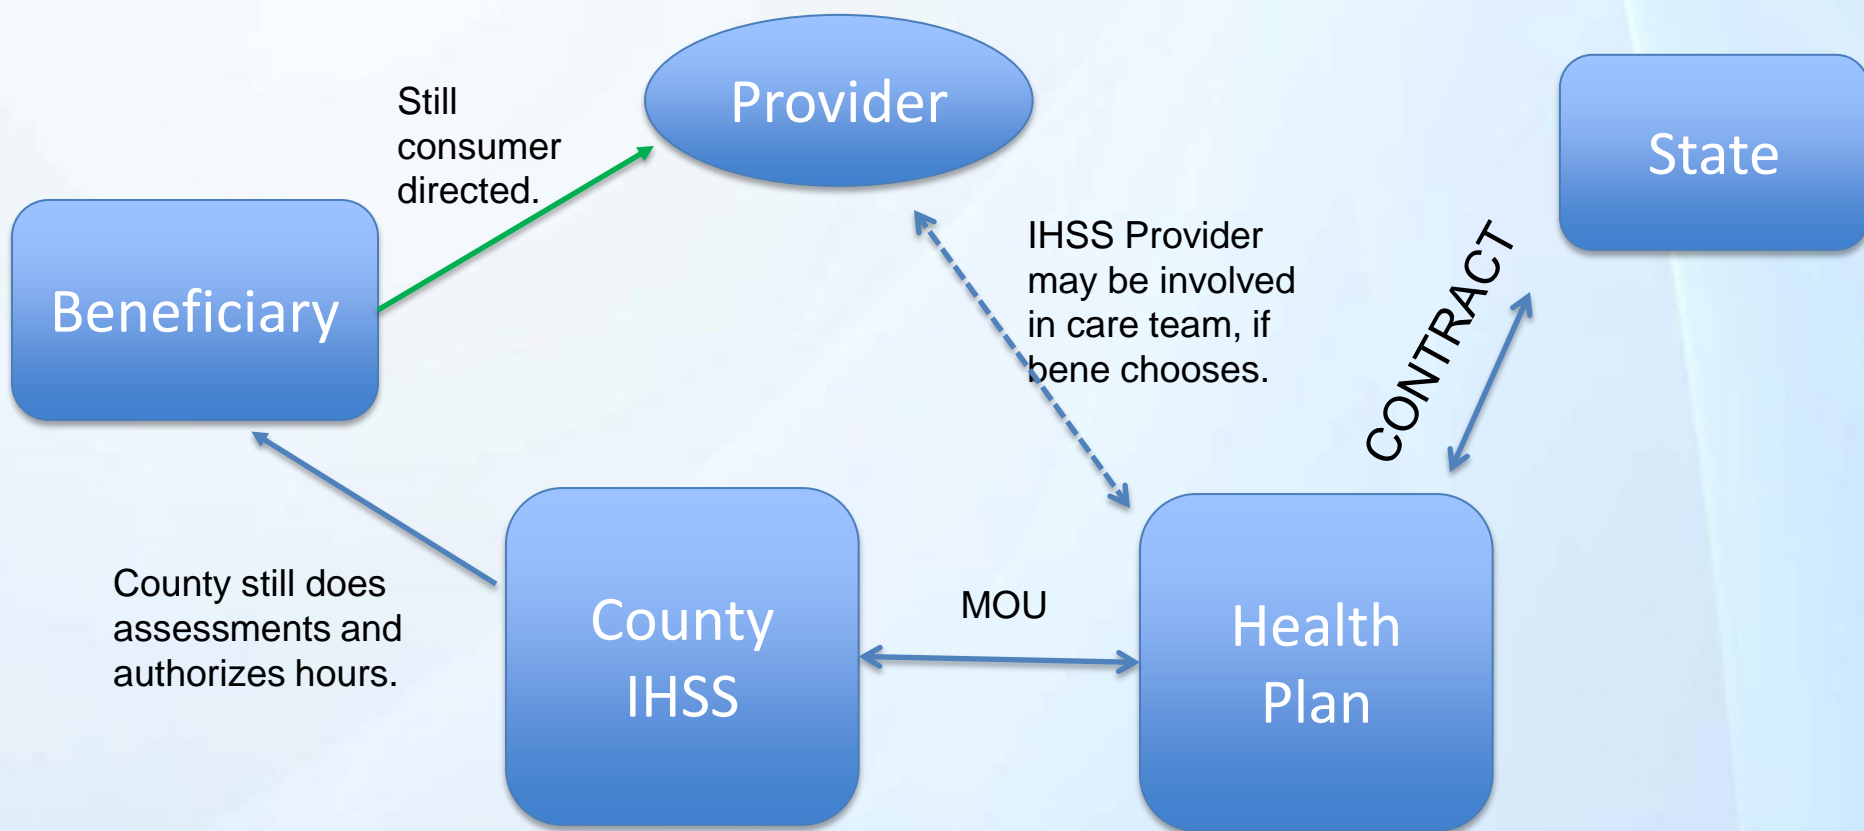 Provider
State
Still
consumer
directed.
Beneficiary
IHSS Provider
may be involved
in care team, if
bene chooses.
CONTRACT
County still does
assessments and
authorizes hours.
County
IHSS
MOU
Health
Plan